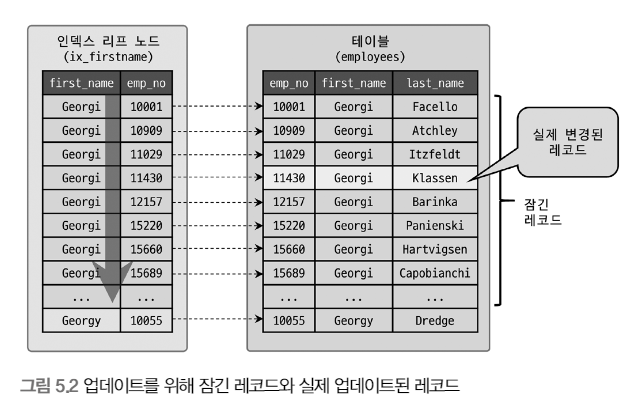 인덱스 리프 노드
(ix_firstname)
first_name emp_no
Georgi 10001
Georgi 10909
Georgi 11029
Georgi 11430
Georgi 12157
Georgi 15220
Georgi 15660
Georgi 15689
... ...
Georgy 10055
테이블
(employees)
emp_no first_name last_name
10001 Georgi Facello
10909 Georgi Atchley
11029 Georgi Itzfeldt
11430 Georgi Klassen
12157 Georgi Barinka
15220 Georgi Panienski
15660 Georgi Hartvigsen
15689 Georgi Capobianchi
... ... ...
10055 Georgy Dredge
실제 변경된
레코드
잠긴
레코드
그림 5.2 업데이트를 위해 잠긴 레코드와 실제 업데이트된 레코드